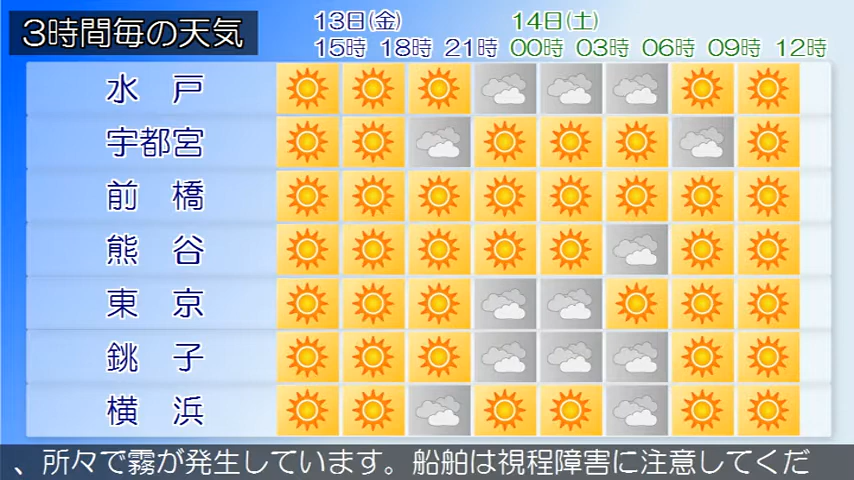 3時間毎の天気
13日(金) 14日(土)
15時 18時 21時 00時 03時 06時 09時 12時
水　戸
宇都宮
前　橋
熊　谷
東　京
銚　子
横　浜
、所々で霧が発生しています。船舶は視程障害に注意してくだ